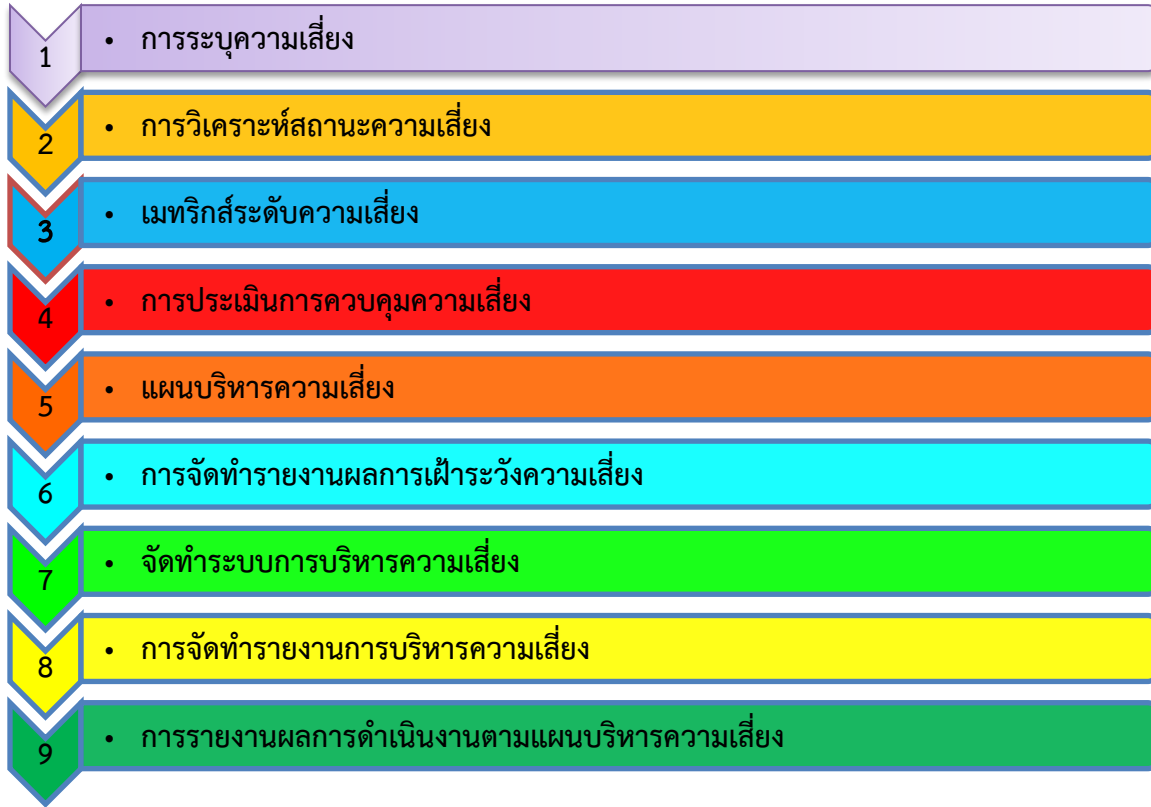 1 • การระบุความเสี่ยง
2 • การวิเคราะห์สถานะความเสี่ยง
3 • เมทริกส์ระดับความเสี่ยง
4 • การประเมินการควบคุมความเสี่ยง
5 • แผนบริหารความเสี่ยง
6 • การจัดทำรายงานผลการเฝ้าระวังความเสี่ยง
7 • จัดทำระบบการบริหารความเสี่ยง
8 • การจัดทำรายงานการบริหารความเสี่ยง
9 • การรายงานผลการดำเนินงานตามแผนบริหารความเสี่ยง